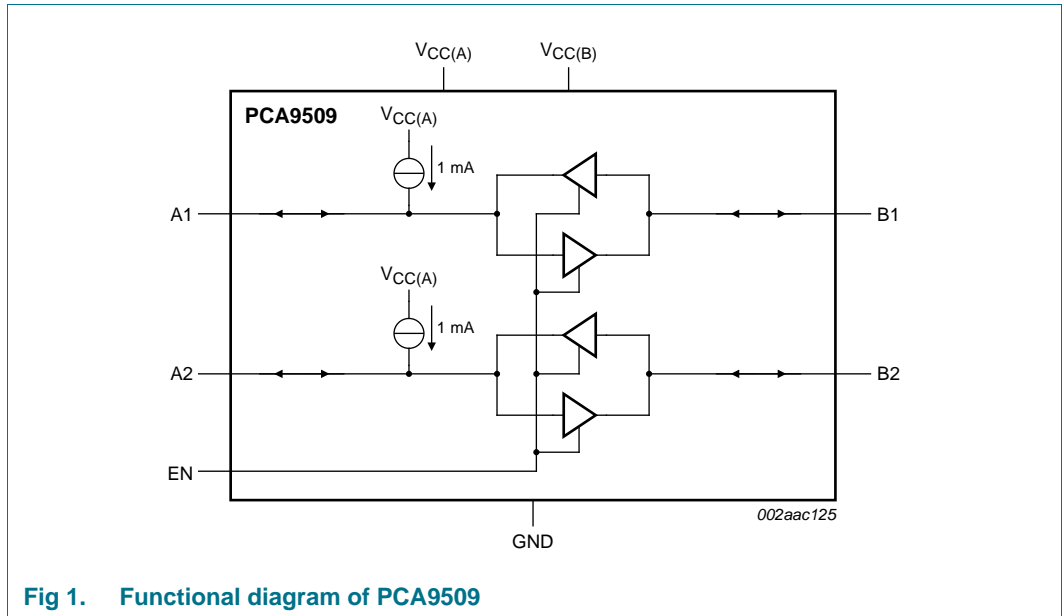 VCC(A) VCC(B)
PCA9509 VCC(A)
1 mA
A1 B1
VCC(A)
1 mA
A2 B2
EN
002aac125
GND
Fig 1. Functional diagram of PCA9509